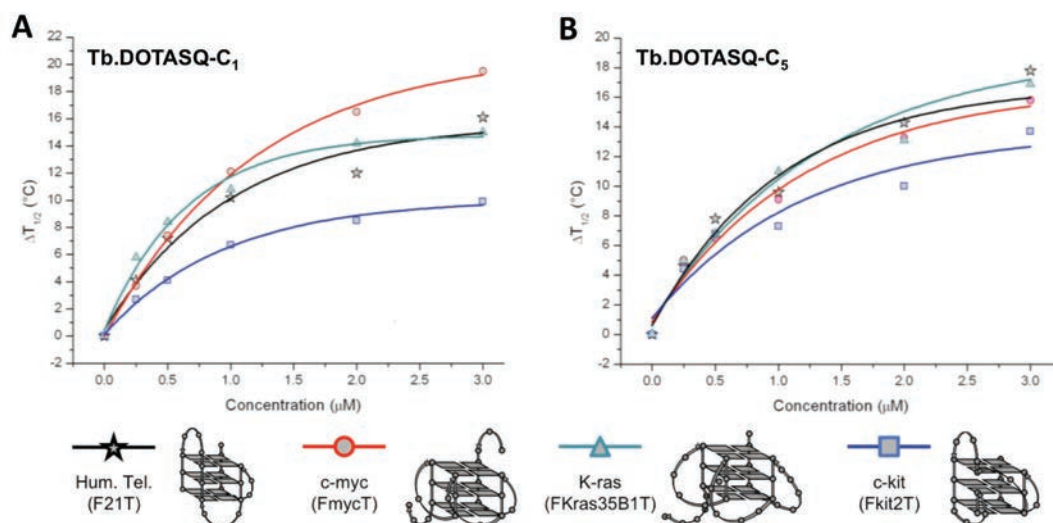 A
Tb.DOTASQ-C1
22
20
18
16
14
12
10
8
6
4
2
0
-2
ΔT1/2 (°C)
0.0 0.5 1.0 1.5 2.0 2.5 3.0
Concentration (μM)
B
Tb.DOTASQ-C5
20
18
16
14
12
10
8
6
4
2
0
-2
ΔT1/2 (°C)
0.0 0.5 1.0 1.5 2.0 2.5 3.0
Concentration (μM)
Hum. Tel.
(F21T)
c-myc
(FmycT)
K-ras
(FKras35B1T)
c-kit
(Fkit2T)